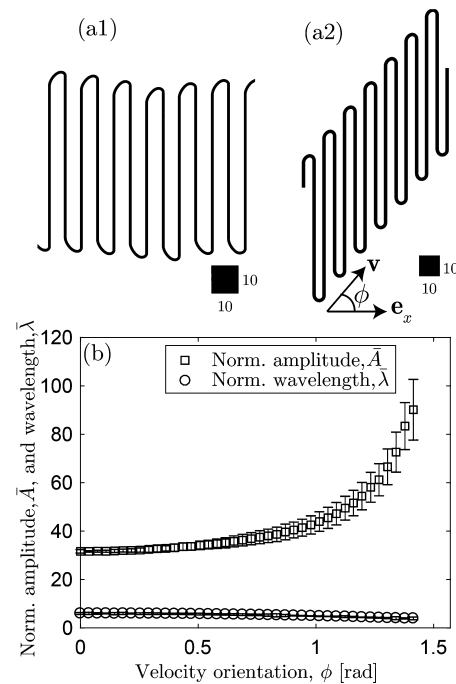 (a1)
(a2)
10
10
10
10
v
ϕ
e_x
(b)
Norm. amplitude,Ā
Norm. wavelength,λ̄
Norm. amplitude,Ā, and wavelength,λ̄
120
100
80
60
40
20
0
0
0.5
1
1.5
Velocity orientation, ϕ [rad]